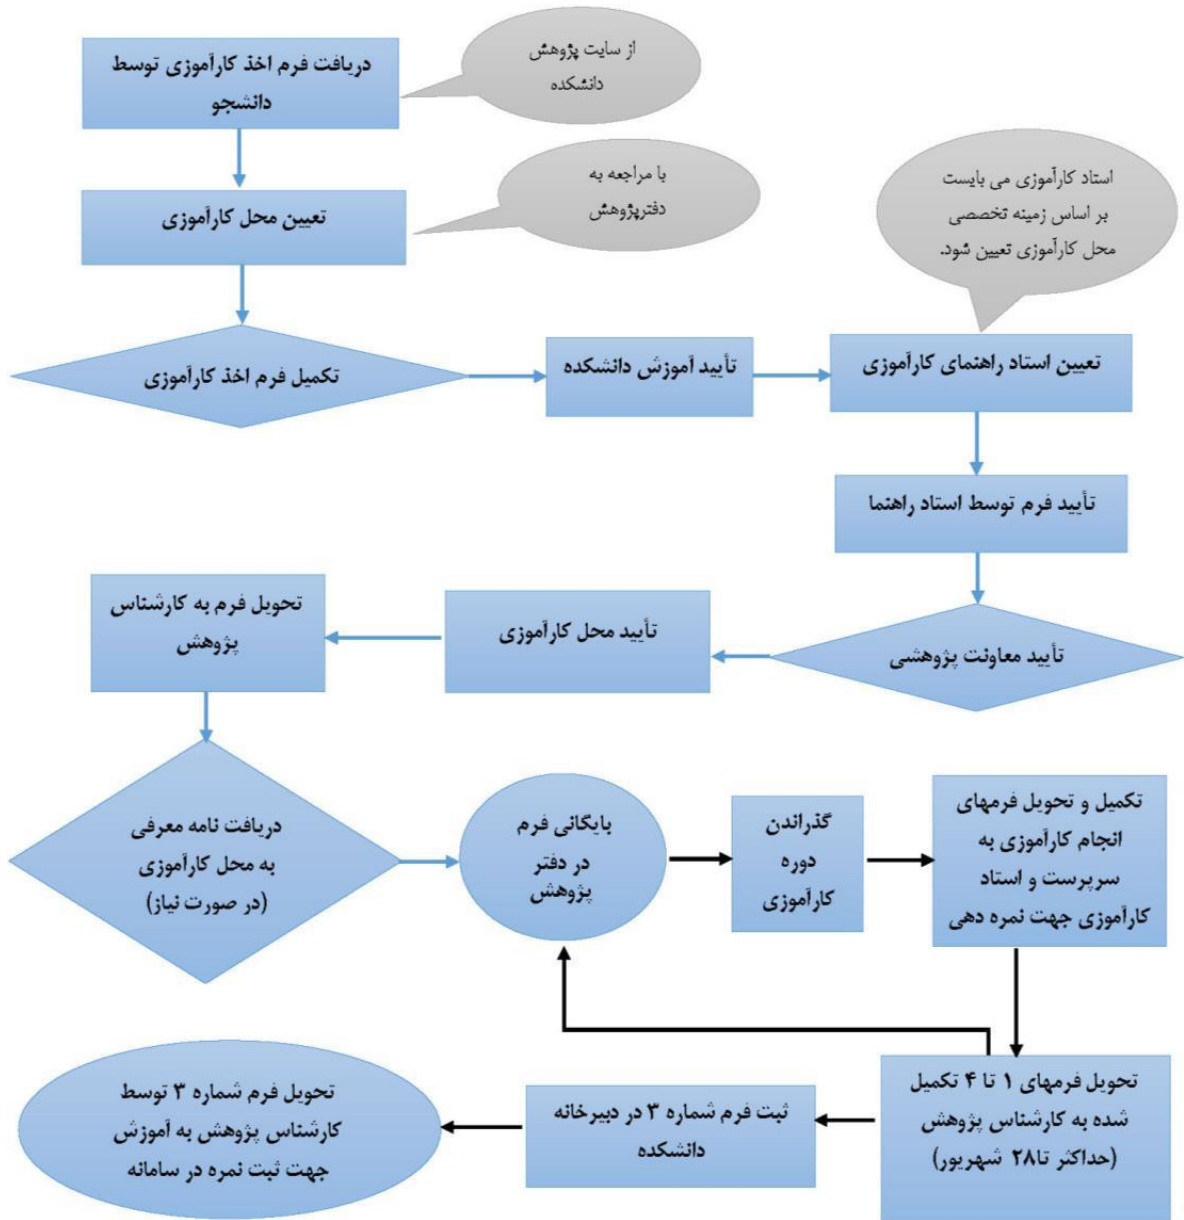 دریافت فرم اخذ کارآموزی توسط
دانشجو
از سایت پژوهش
دانشکده
تعیین محل کارآموزی
با مراجعه به
دفترپژوهش
استاد کارآموزی می بایست
بر اساس زمینه تخصصی
محل کارآموزی تعیین شود.
تکمیل فرم اخذ کارآموزی
تأیید آموزش دانشکده
تعیین استاد راهنمای کارآموزی
تأیید فرم توسط استاد راهنما
تأیید معاونت پژوهشی
تأیید محل کارآموزی
تحویل فرم به کارشناس
پژوهش
دریافت نامه معرفی
به محل کارآموزی
(در صورت نیاز)
بایگانی فرم
در دفتر
پژوهش
گذراندن
دوره
کارآموزی
تکمیل و تحویل فرمهای
انجام کارآموزی به
سرپرست و استاد
کارآموزی جهت نمره دهی
تحویل فرمهای ۱ تا ۴ تکمیل
شده به کارشناس پژوهش
(حداکثر تا۲۸ شهریور)
ثبت فرم شماره ۳ در دبیرخانه
دانشکده
تحویل فرم شماره ۳ توسط
کارشناس پژوهش به آموزش
جهت ثبت نمره در سامانه